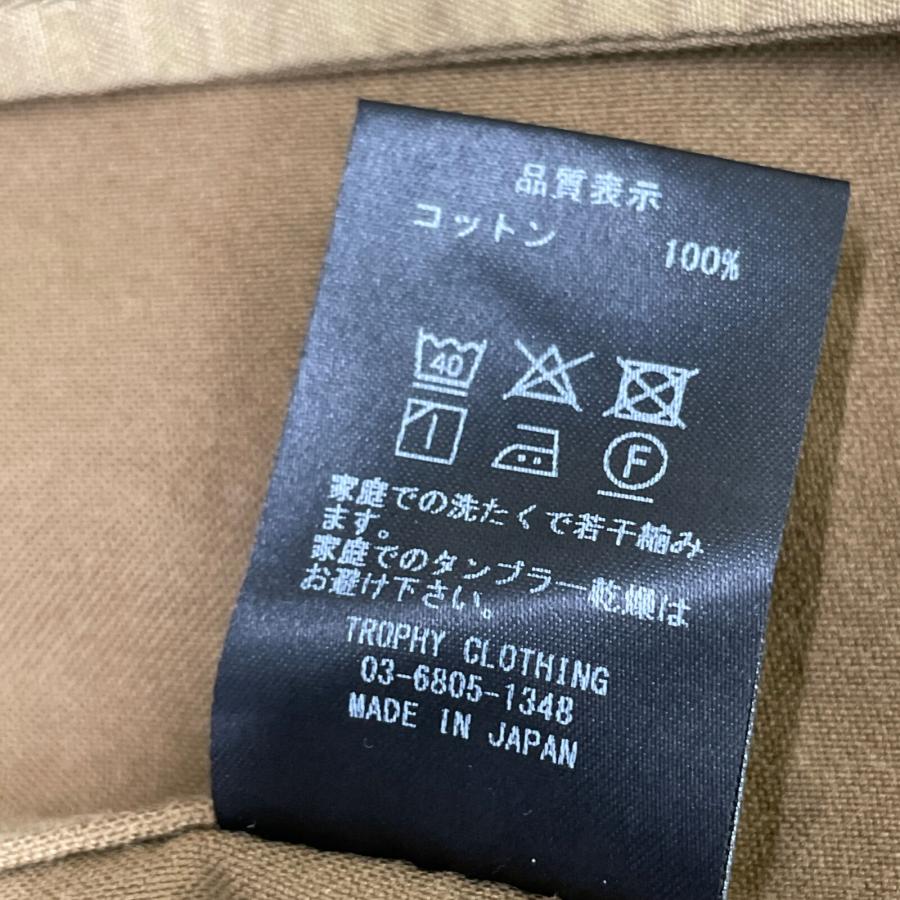 品質表示
コットン 100%
40
F
家庭での洗たくで若干縮み
ます。
家庭でのタンブラー乾燥は
お避け下さい。
TROPHY CLOTHING
03-6805-1348
MADE IN JAPAN